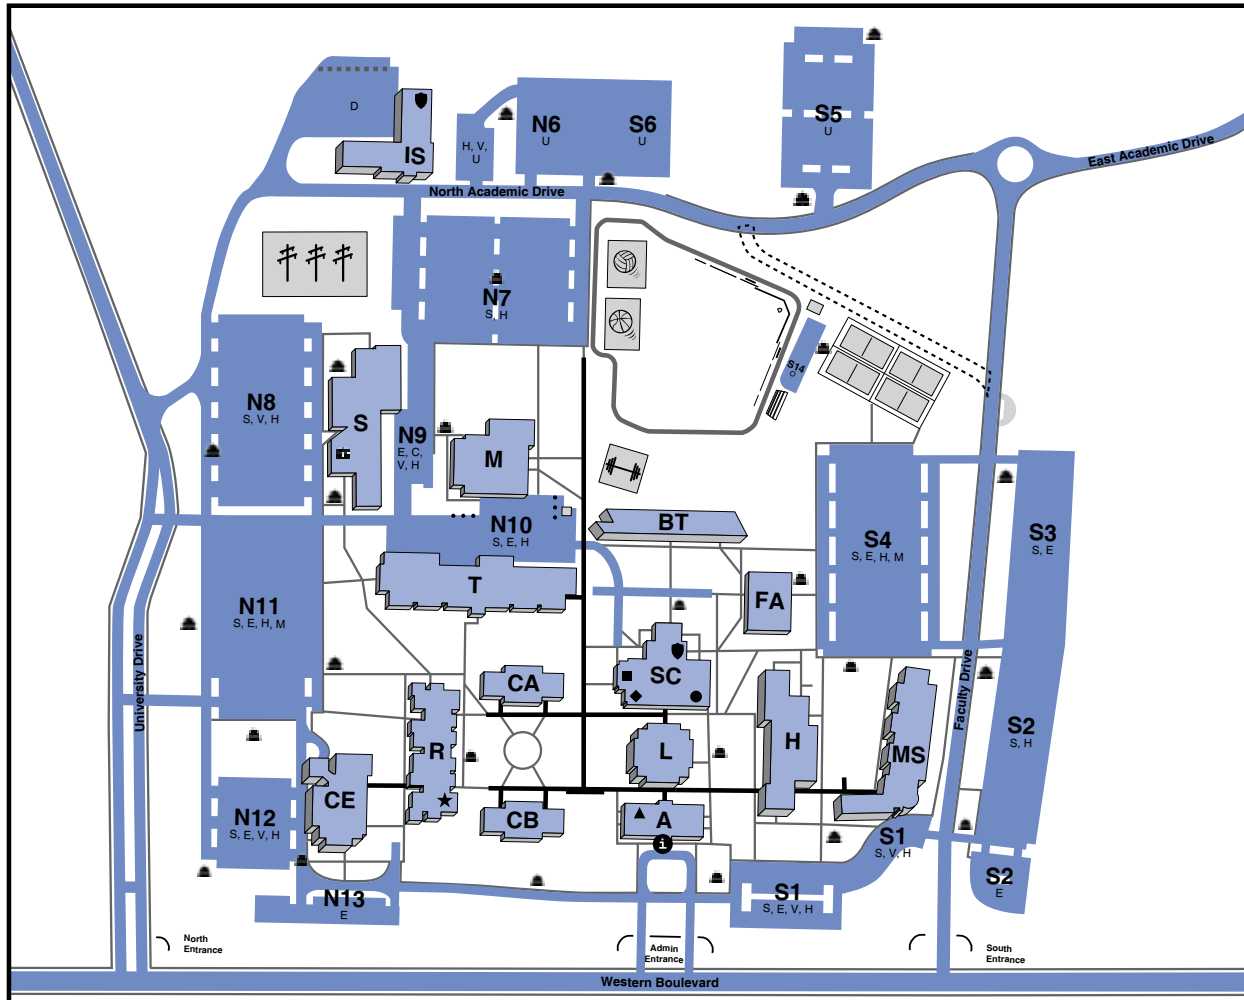 D
IS
H, V,
U
N6
U
S6
U
S5
U
East Academic Drive
North Academic Drive
N7
S, H
S14
O
N8
S, V, H
S
N9
E, C,
V, H
M
N10
S, E, H
BT
S4
S, E, H, M
S3
S, E
T
FA
N11
S, E, H, M
University Drive
SC
CA
R
L
H
MS
Faculty Drive
S2
S, H
CE
CB
A
i
N12
S, E, V, H
S1
S, V, H
S2
E
N13
E
S1
S, E, V, H
North
Entrance
Admin
Entrance
South
Entrance
Western Boulevard